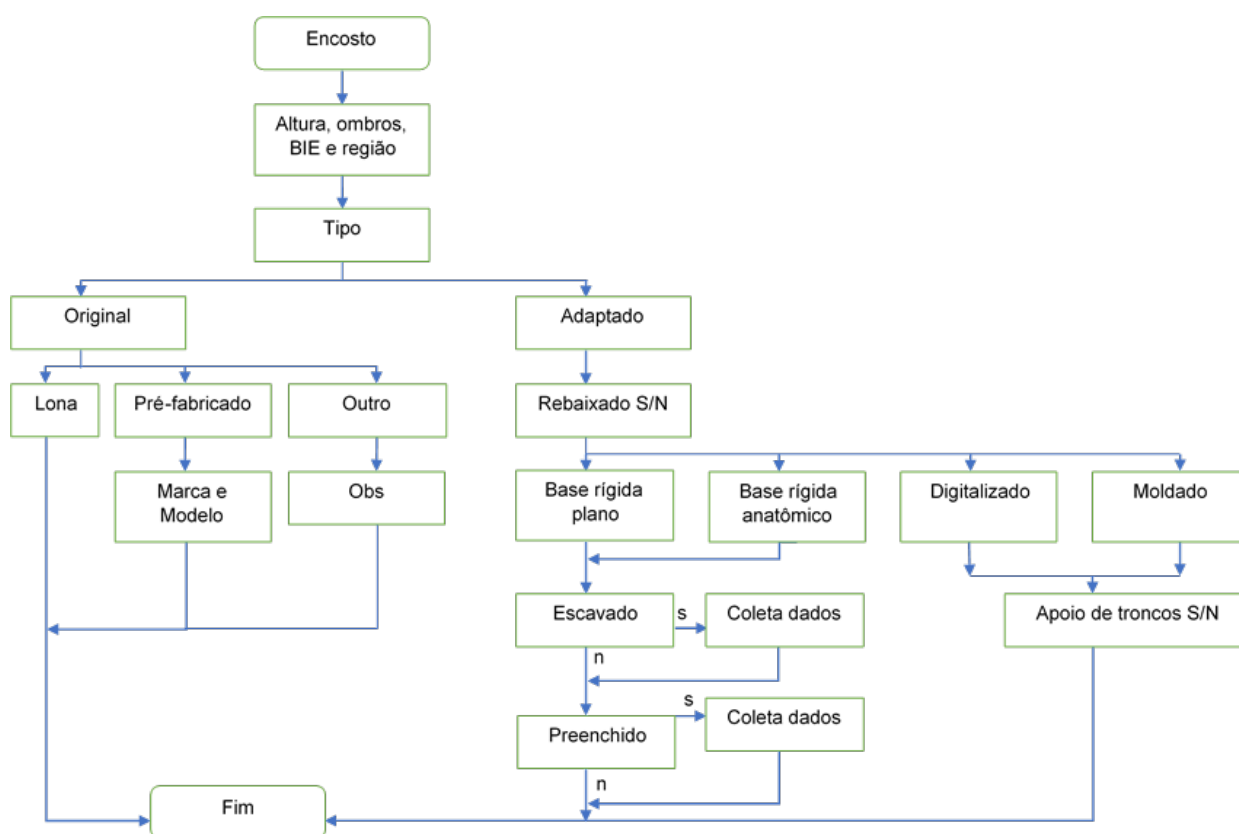 Encosto
Altura, ombros,
BIE e região
Tipo
Original
Adaptado
Lona
Pré-fabricado
Outro
Rebaixado S/N
Marca e
Modelo
Obs
Base rígida
plano
Base rígida
anatômico
Digitalizado
Moldado
Escavado
s
Coleta dados
Apoio de troncos S/N
n
Preenchido
s
Coleta dados
n
Fim